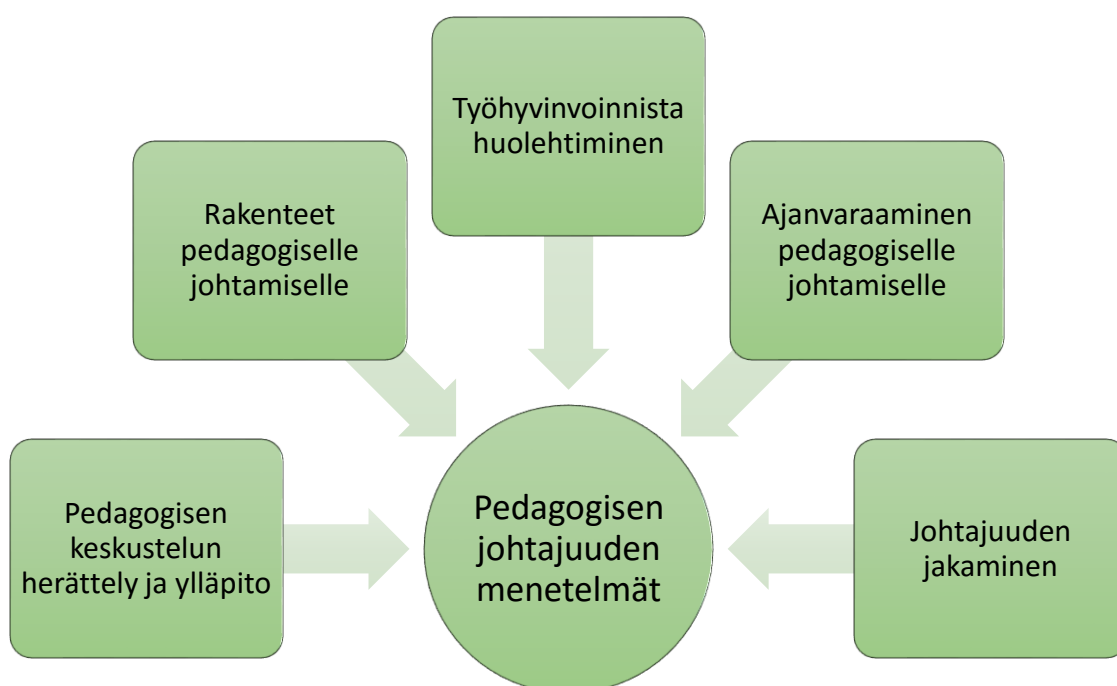 Työhyvinvoinnista
huolehtiminen
Rakenteet
pedagogiselle
johtamiselle
Ajanvaraaminen
pedagogiselle
johtamiselle
Pedagogisen
keskustelun
herättely ja ylläpito
Pedagogisen
johtajuuden
menetelmät
Johtajuuden
jakaminen